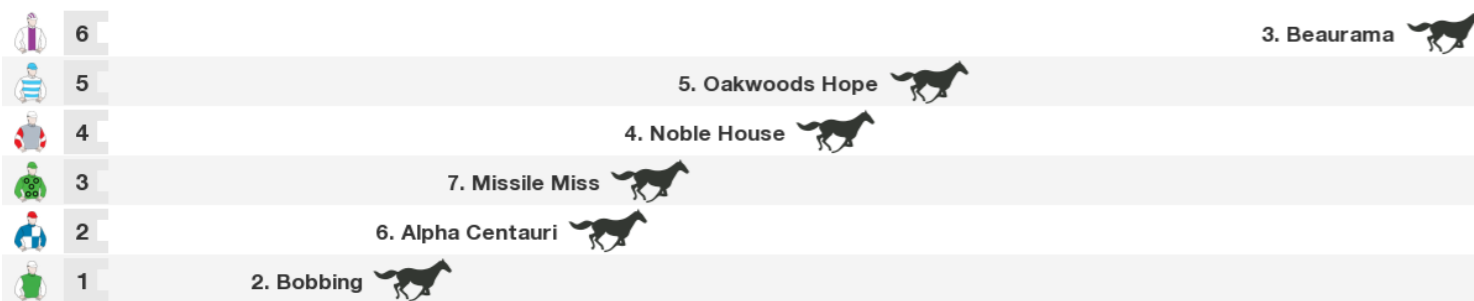 6 3. Beaurama
5 5. Oakwoods Hope
4 4. Noble House
3 7. Missile Miss
2 6. Alpha Centauri
1 2. Bobbing